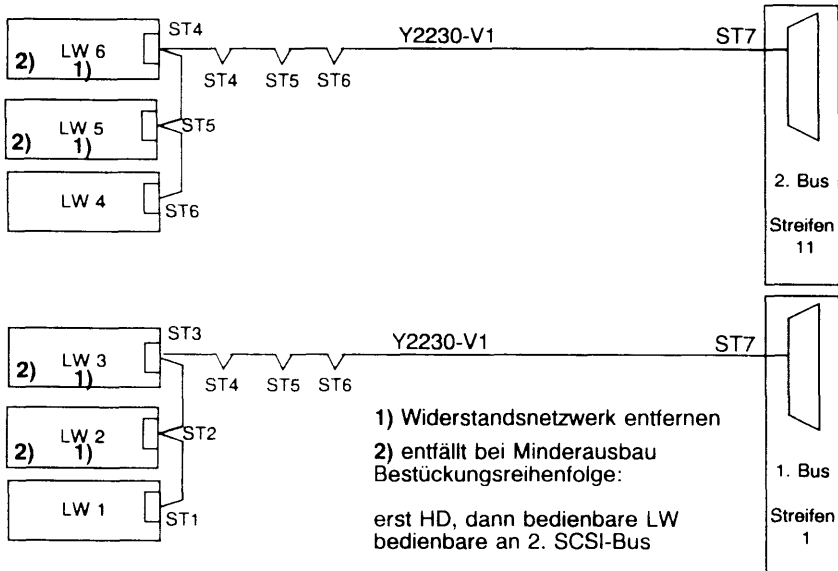 ST4
Y2230-V1
ST7
LW 6
2)
1)
ST4
ST5
ST6
LW 5
ST5
2)
1)
LW 4
ST6
2. Bus
Streifen
11
ST3
Y2230-V1
ST7
LW 3
2)
1)
ST4
ST5
ST6
LW 2
ST2
2)
1)
LW 1
ST1
1) Widerstandsnetzwerk entfernen
2) entfällt bei Minderausbau
Bestückungsreihenfolge:
erst HD, dann bedienbare LW
bedienbare an 2. SCSI-Bus
1. Bus
Streifen
1